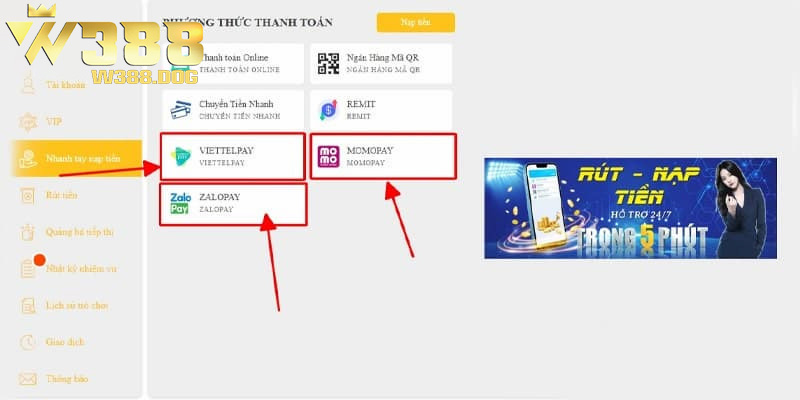 W388
W388.DOG
PHƯƠNG THỨC THANH TOÁN
Nạp tiền
Tài khoản
VIP
Nhanh tay nạp tiền
Rút tiền
Quảng bá tiếp thị
Nhật ký nhiệm vụ
Lịch sử trò chơi
Giao dịch
Thông báo
Thanh toán Online
THANH TOÁN ONLINE
Ngân Hàng Mã QR
NGÂN HÀNG MÃ QR
Chuyển Tiền Nhanh
CHUYỂN TIỀN NHANH
REMIT
REMIT
VIETTELPAY
VIETTELPAY
mo
mo
MOMOPAY
MOMOPAY
Zalo
Pay
ZALOPAY
ZALOPAY
RÚT - NẠP
TIỀN
HỖ TRỢ 24/7
TRONG 5 PHÚT